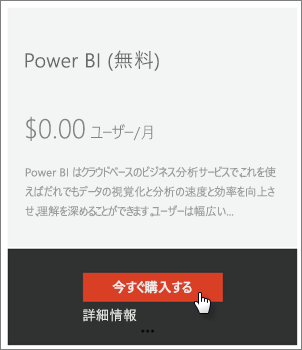 Power BI (無料)
$0.00 ユーザー/月
Power BI はクラウドベースのビジネス分析サービスで、これを使
えばだれでもデータの視覚化と分析の速度と効率を向上さ
せ、理解を深めることができます。ユーザーは幅広い...
今すぐ購入する
詳細情報